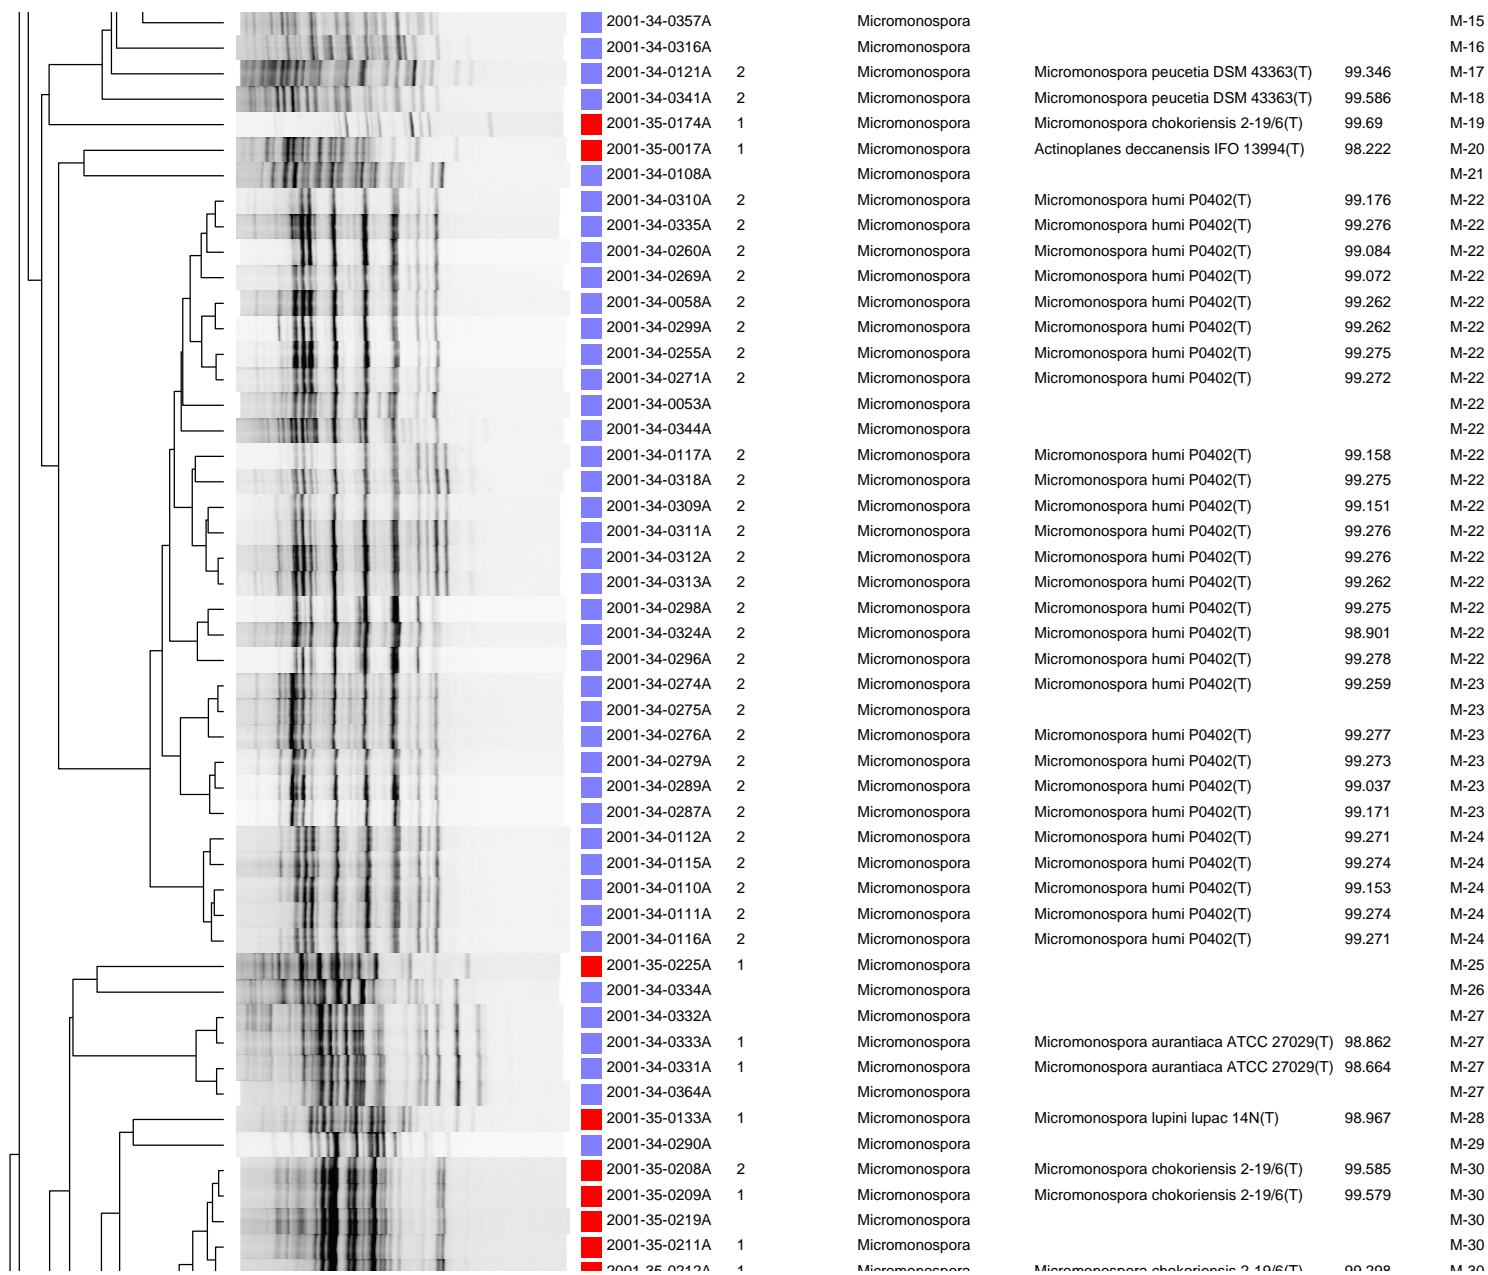 2001-34-0357A Micromonospora M-15
2001-34-0316A Micromonospora M-16
2001-34-0121A 2 Micromonospora Micromonospora peucetia DSM 43363(T) 99.346 M-17
2001-34-0341A 2 Micromonospora Micromonospora peucetia DSM 43363(T) 99.586 M-18
2001-35-0174A 1 Micromonospora Micromonospora chokoriensis 2-19/6(T) 99.69 M-19
2001-35-0017A 1 Micromonospora Actinoplanes deccanensis IFO 13994(T) 98.222 M-20
2001-34-0108A Micromonospora M-21
2001-34-0310A 2 Micromonospora Micromonospora humi P0402(T) 99.176 M-22
2001-34-0335A 2 Micromonospora Micromonospora humi P0402(T) 99.276 M-22
2001-34-0260A 2 Micromonospora Micromonospora humi P0402(T) 99.084 M-22
2001-34-0269A 2 Micromonospora Micromonospora humi P0402(T) 99.072 M-22
2001-34-0058A 2 Micromonospora Micromonospora humi P0402(T) 99.262 M-22
2001-34-0299A 2 Micromonospora Micromonospora humi P0402(T) 99.262 M-22
2001-34-0255A 2 Micromonospora Micromonospora humi P0402(T) 99.275 M-22
2001-34-0271A 2 Micromonospora Micromonospora humi P0402(T) 99.272 M-22
2001-34-0053A Micromonospora M-22
2001-34-0344A Micromonospora M-22
2001-34-0117A 2 Micromonospora Micromonospora humi P0402(T) 99.158 M-22
2001-34-0318A 2 Micromonospora Micromonospora humi P0402(T) 99.275 M-22
2001-34-0309A 2 Micromonospora Micromonospora humi P0402(T) 99.151 M-22
2001-34-0311A 2 Micromonospora Micromonospora humi P0402(T) 99.276 M-22
2001-34-0312A 2 Micromonospora Micromonospora humi P0402(T) 99.276 M-22
2001-34-0313A 2 Micromonospora Micromonospora humi P0402(T) 99.262 M-22
2001-34-0298A 2 Micromonospora Micromonospora humi P0402(T) 99.275 M-22
2001-34-0324A 2 Micromonospora Micromonospora humi P0402(T) 98.901 M-22
2001-34-0296A 2 Micromonospora Micromonospora humi P0402(T) 99.278 M-22
2001-34-0274A 2 Micromonospora Micromonospora humi P0402(T) 99.259 M-23
2001-34-0275A 2 Micromonospora M-23
2001-34-0276A 2 Micromonospora Micromonospora humi P0402(T) 99.277 M-23
2001-34-0279A 2 Micromonospora Micromonospora humi P0402(T) 99.273 M-23
2001-34-0289A 2 Micromonospora Micromonospora humi P0402(T) 99.037 M-23
2001-34-0287A 2 Micromonospora Micromonospora humi P0402(T) 99.171 M-23
2001-34-0112A 2 Micromonospora Micromonospora humi P0402(T) 99.271 M-24
2001-34-0115A 2 Micromonospora Micromonospora humi P0402(T) 99.274 M-24
2001-34-0110A 2 Micromonospora Micromonospora humi P0402(T) 99.153 M-24
2001-34-0111A 2 Micromonospora Micromonospora humi P0402(T) 99.274 M-24
2001-34-0116A 2 Micromonospora Micromonospora humi P0402(T) 99.271 M-24
2001-35-0225A 1 Micromonospora M-25
2001-34-0334A Micromonospora M-26
2001-34-0332A Micromonospora M-27
2001-34-0333A 1 Micromonospora Micromonospora aurantiaca ATCC 27029(T) 98.862 M-27
2001-34-0331A 1 Micromonospora Micromonospora aurantiaca ATCC 27029(T) 98.664 M-27
2001-34-0364A Micromonospora M-27
2001-35-0133A 1 Micromonospora Micromonospora lupini lupac 14N(T) 98.967 M-28
2001-34-0290A Micromonospora M-29
2001-35-0208A 2 Micromonospora Micromonospora chokoriensis 2-19/6(T) 99.585 M-30
2001-35-0209A 1 Micromonospora Micromonospora chokoriensis 2-19/6(T) 99.579 M-30
2001-35-0219A Micromonospora M-30
2001-35-0211A 1 Micromonospora M-30
2001-35-0212A 1 Micromonospora Micromonospora chokoriensis 2-19/6(T) 99.298 M-30